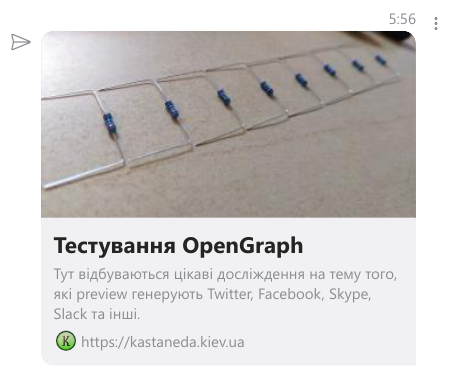 5:56
Тестування OpenGraph
Тут відбуваються цікаві досліждення на тему того,
які preview генерують Twitter, Facebook, Skype,
Slack та інші.
K https://kastaneda.kiev.ua